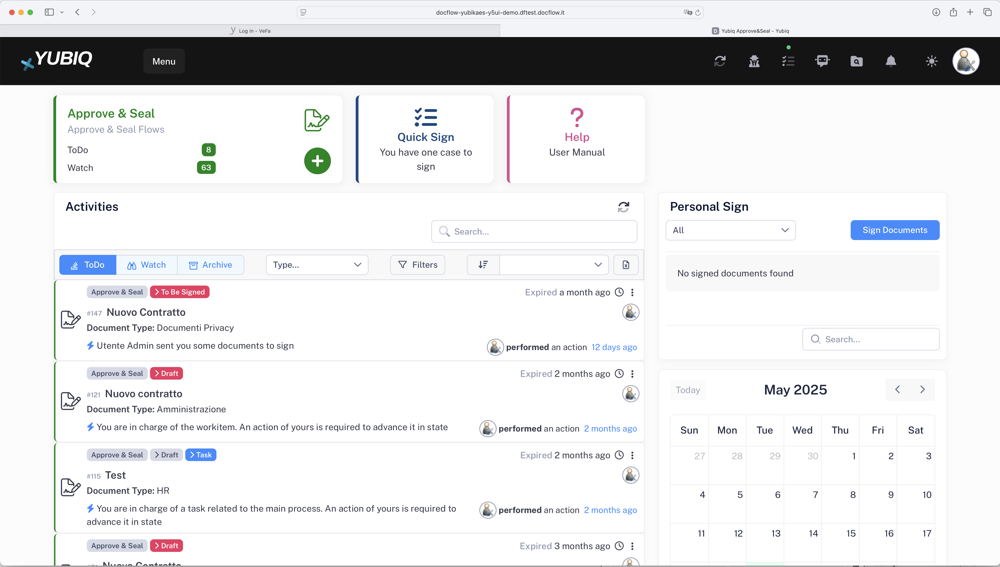 docflow-yubikaes-y5ui-demo.dftest.docflow.it
Log in - VeFa
D Yubiq Approve&Seal - Yubiq
YUBIQ
Menu
Approve & Seal
Approve & Seal Flows
ToDo 8
Watch 63
Quick Sign
You have one case to
sign
Help
User Manual
Activities
Search...
ToDo
Watch
Archive
Type...
Filters
Approve & Seal
To Be Signed
Expired a month ago
#147 Nuovo Contratto
Document Type: Documenti Privacy
Utente Admin sent you some documents to sign
performed an action 12 days ago
Approve & Seal
Draft
Expired 2 months ago
#121 Nuovo contratto
Document Type: Amministrazione
You are in charge of the workitem. An action of yours is required to advance it in state
performed an action 2 months ago
Approve & Seal
Draft
Task
Expired 2 months ago
#115 Test
Document Type: HR
You are in charge of a task related to the main process. An action of yours is required to
advance it in state
performed an action 2 months ago
Approve & Seal
Draft
Expired 3 months ago
Nuovo Contratto
Personal Sign
All
Sign Documents
No signed documents found
Search...
Today
May 2025
Sun Mon Tue Wed Thu Fri Sat
27 28 29 30 1 2 3
4 5 6 7 8 9 10
11 12 13 14 15 16 17